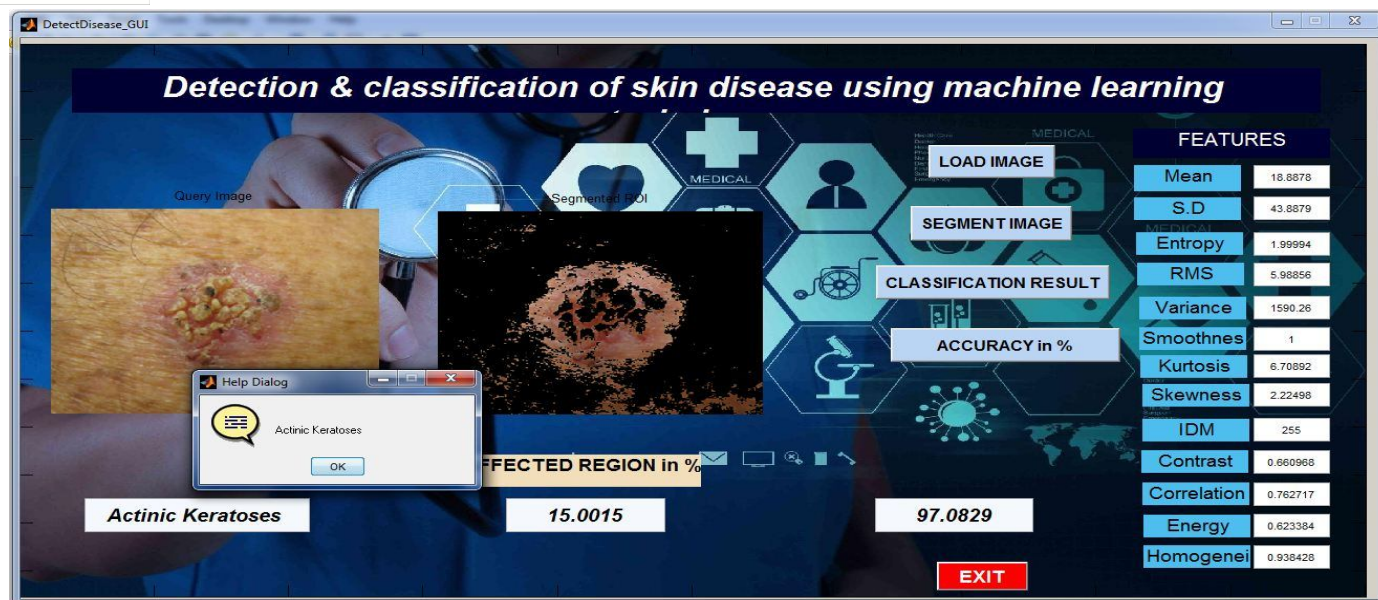 DetectDisease_GUI
Detection & classification of skin disease using machine learning
MEDICAL
MEDICAL
FEATURES
LOAD IMAGE
Mean 18.8878
Query Image
Segmented ROI
S.D 43.8879
SEGMENT IMAGE
MEDICAL
Entropy 1.99994
RMS 5.98856
CLASSIFICATION RESULT
Variance 1590.26
Smoothnes 1
ACCURACY in %
Kurtosis 6.70892
Help Dialog
Skewness 2.22498
Actinic Keratoses
IDM 255
OK
FFECTED REGION in %
Contrast 0.660968
Correlation 0.762717
Actinic Keratoses
15.0015
97.0829
Energy 0.623384
Homogenei 0.938428
EXIT